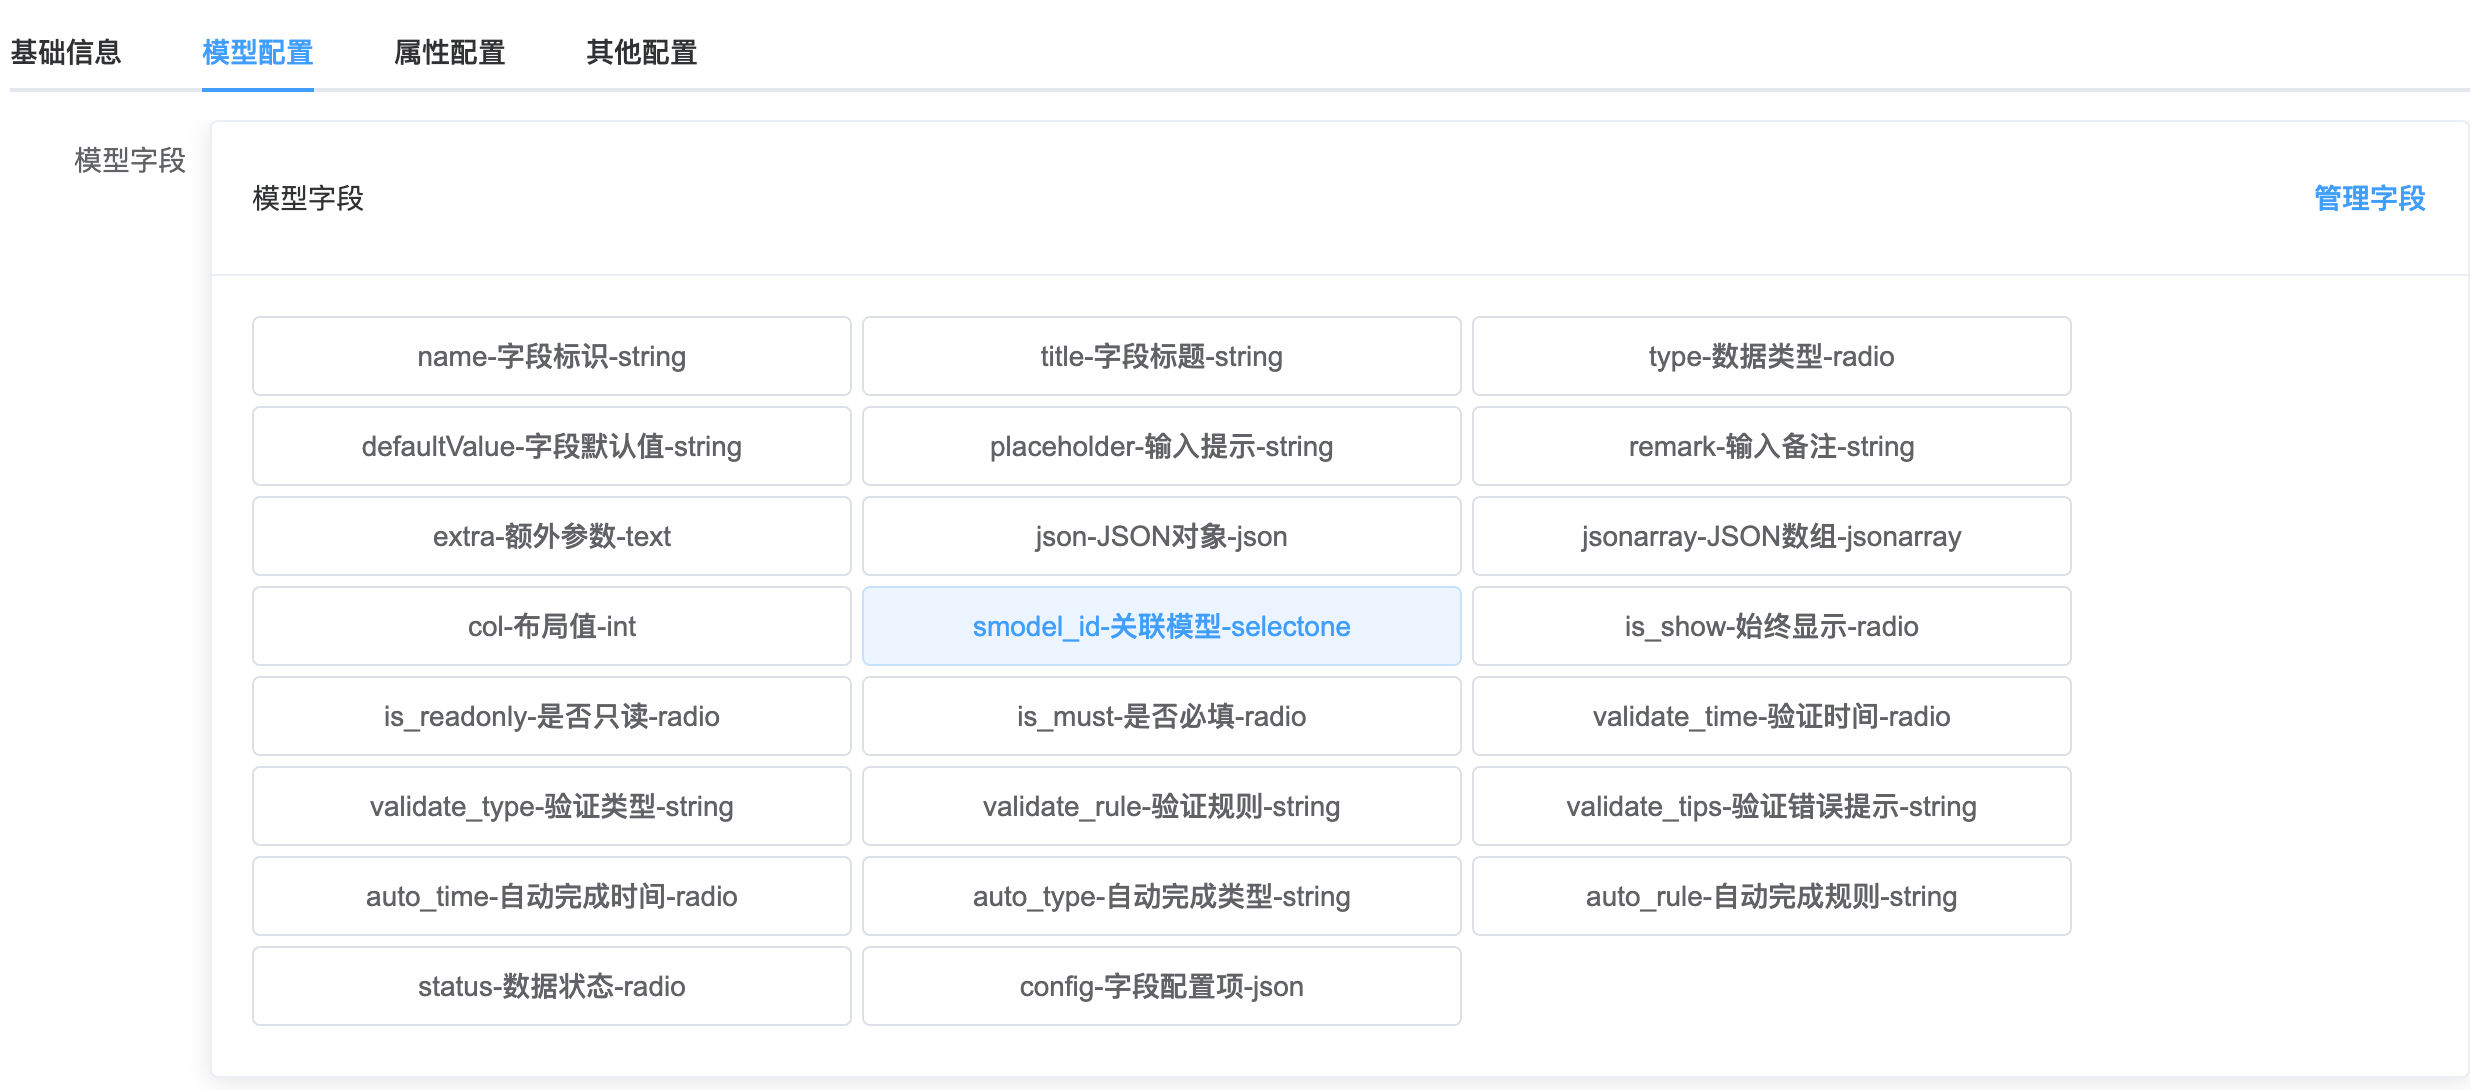 基础信息 模型配置 属性配置 其他配置
模型字段
模型字段 管理字段
name-字段标识-string title-字段标题-string type-数据类型-radio
defaultValue-字段默认值-string placeholder-输入提示-string remark-输入备注-string
extra-额外参数-text json-JSON对象-json jsonarray-JSON数组-jsonarray
col-布局值-int smodel_id-关联模型-selectone is_show-始终显示-radio
is_readonly-是否只读-radio is_must-是否必填-radio validate_time-验证时间-radio
validate_type-验证类型-string validate_rule-验证规则-string validate_tips-验证错误提示-string
auto_time-自动完成时间-radio auto_type-自动完成类型-string auto_rule-自动完成规则-string
status-数据状态-radio config-字段配置项-json